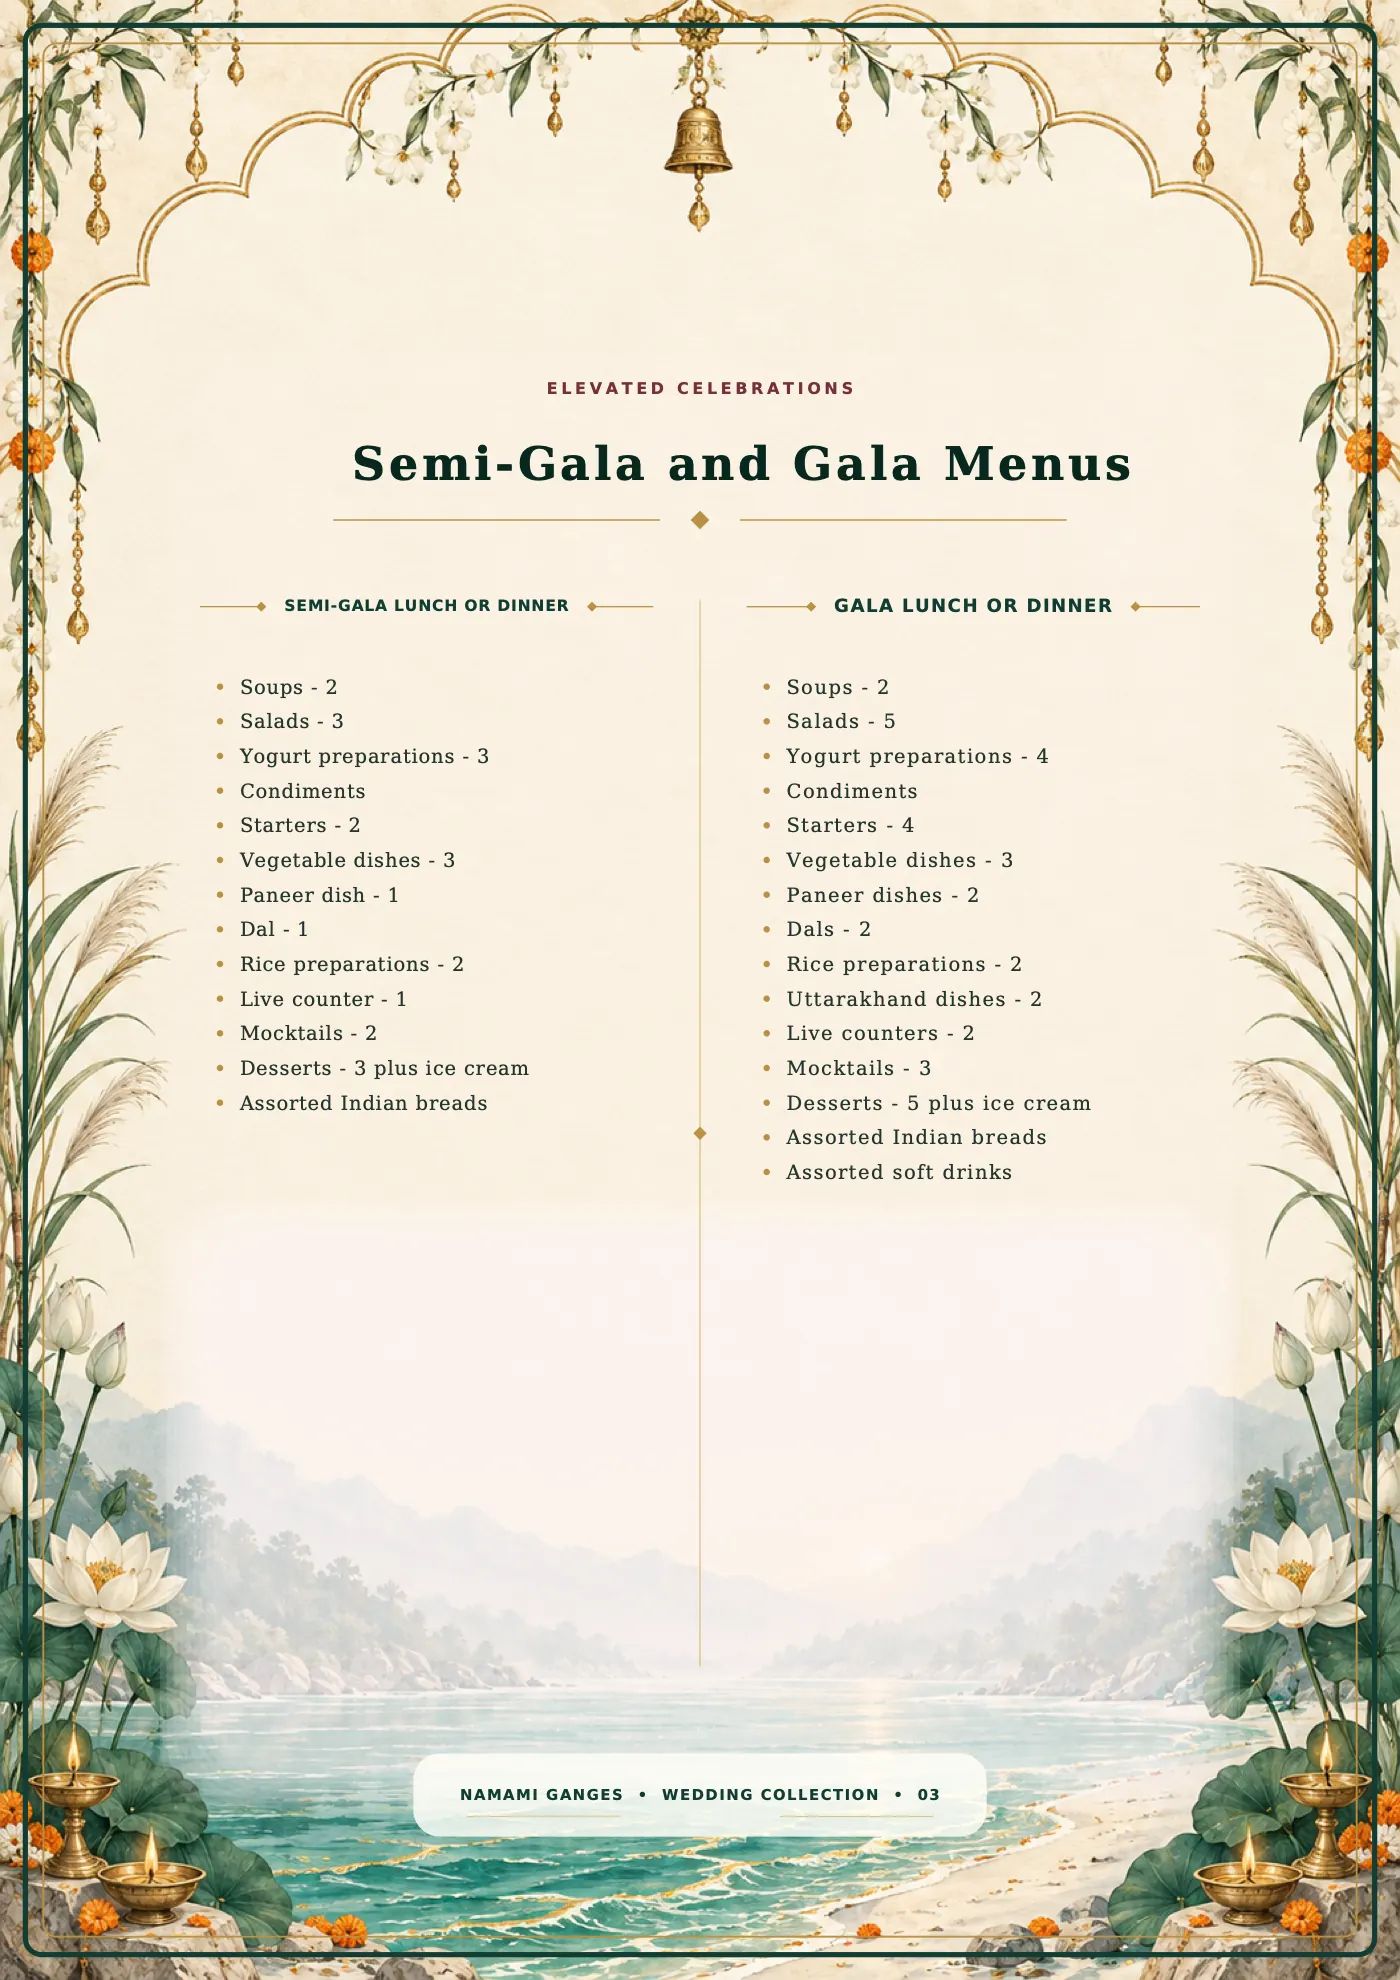 ELEVATED CELEBRATIONS
Semi-Gala and Gala Menus
SEMI-GALA LUNCH OR DINNER
• Soups - 2
• Salads - 3
• Yogurt preparations - 3
• Condiments
• Starters - 2
• Vegetable dishes - 3
• Paneer dish - 1
• Dal - 1
• Rice preparations - 2
• Live counter - 1
• Mocktails - 2
• Desserts - 3 plus ice cream
• Assorted Indian breads
GALA LUNCH OR DINNER
• Soups - 2
• Salads - 5
• Yogurt preparations - 4
• Condiments
• Starters - 4
• Vegetable dishes - 3
• Paneer dishes - 2
• Dals - 2
• Rice preparations - 2
• Uttarakhand dishes - 2
• Live counters - 2
• Mocktails - 3
• Desserts - 5 plus ice cream
• Assorted Indian breads
• Assorted soft drinks
NAMAMI GANGES • WEDDING COLLECTION • 03